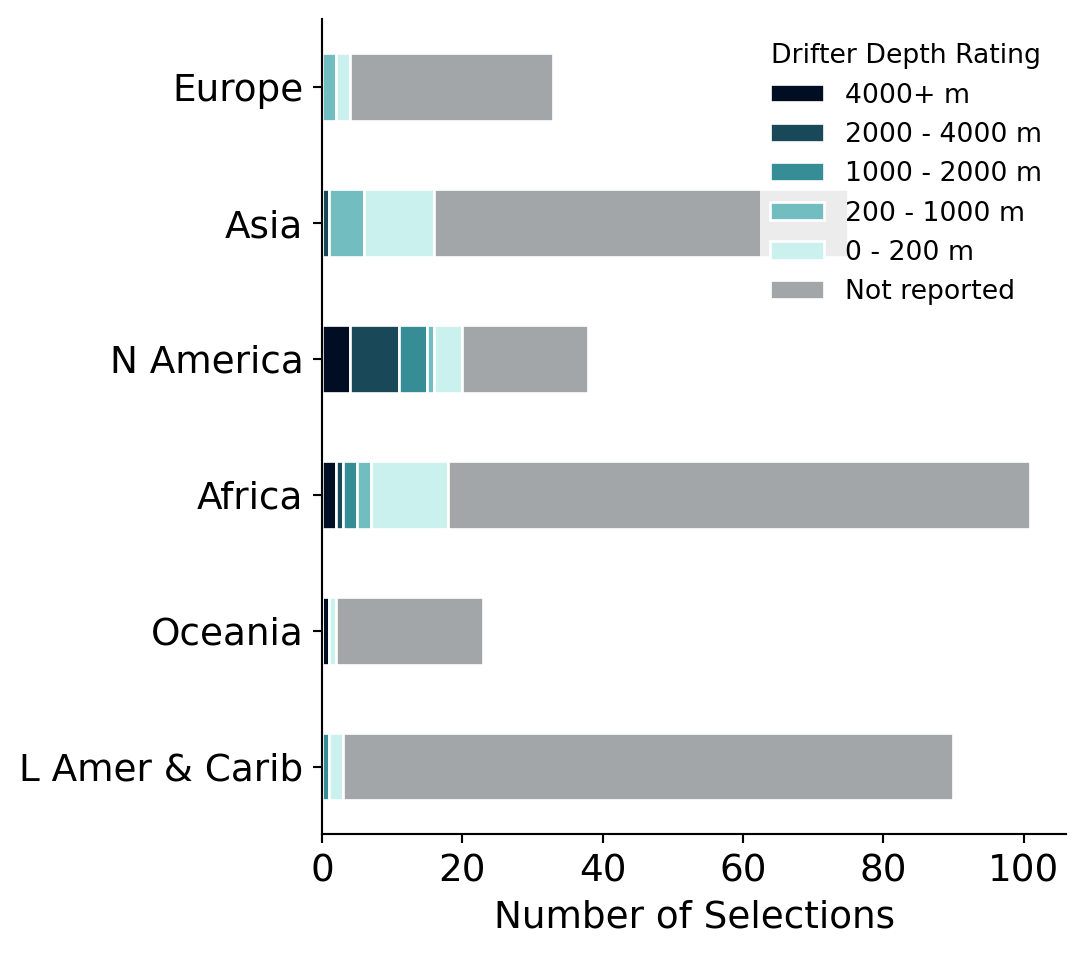 Drifter Depth Rating
4000+ m
2000 - 4000 m
1000 - 2000 m
200 - 1000 m
0 - 200 m
Not reported
Europe
Asia
N America
Africa
Oceania
L Amer & Carib
0 20 40 60 80 100
Number of Selections